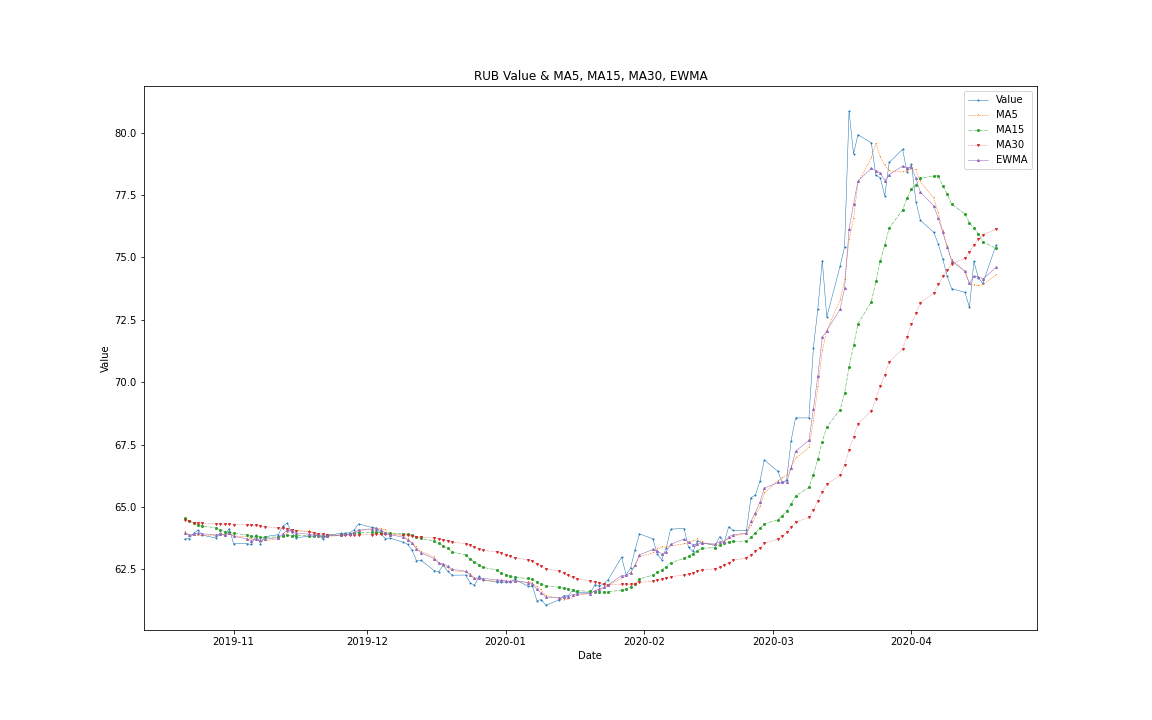 RUB Value & MA5, MA15, MA30, EWMA
Value
MA5
MA15
MA30
EWMA
80.0
77.5
75.0
72.5
70.0
67.5
65.0
62.5
Value
2019-11
2019-12
2020-01
2020-02
2020-03
2020-04
Date